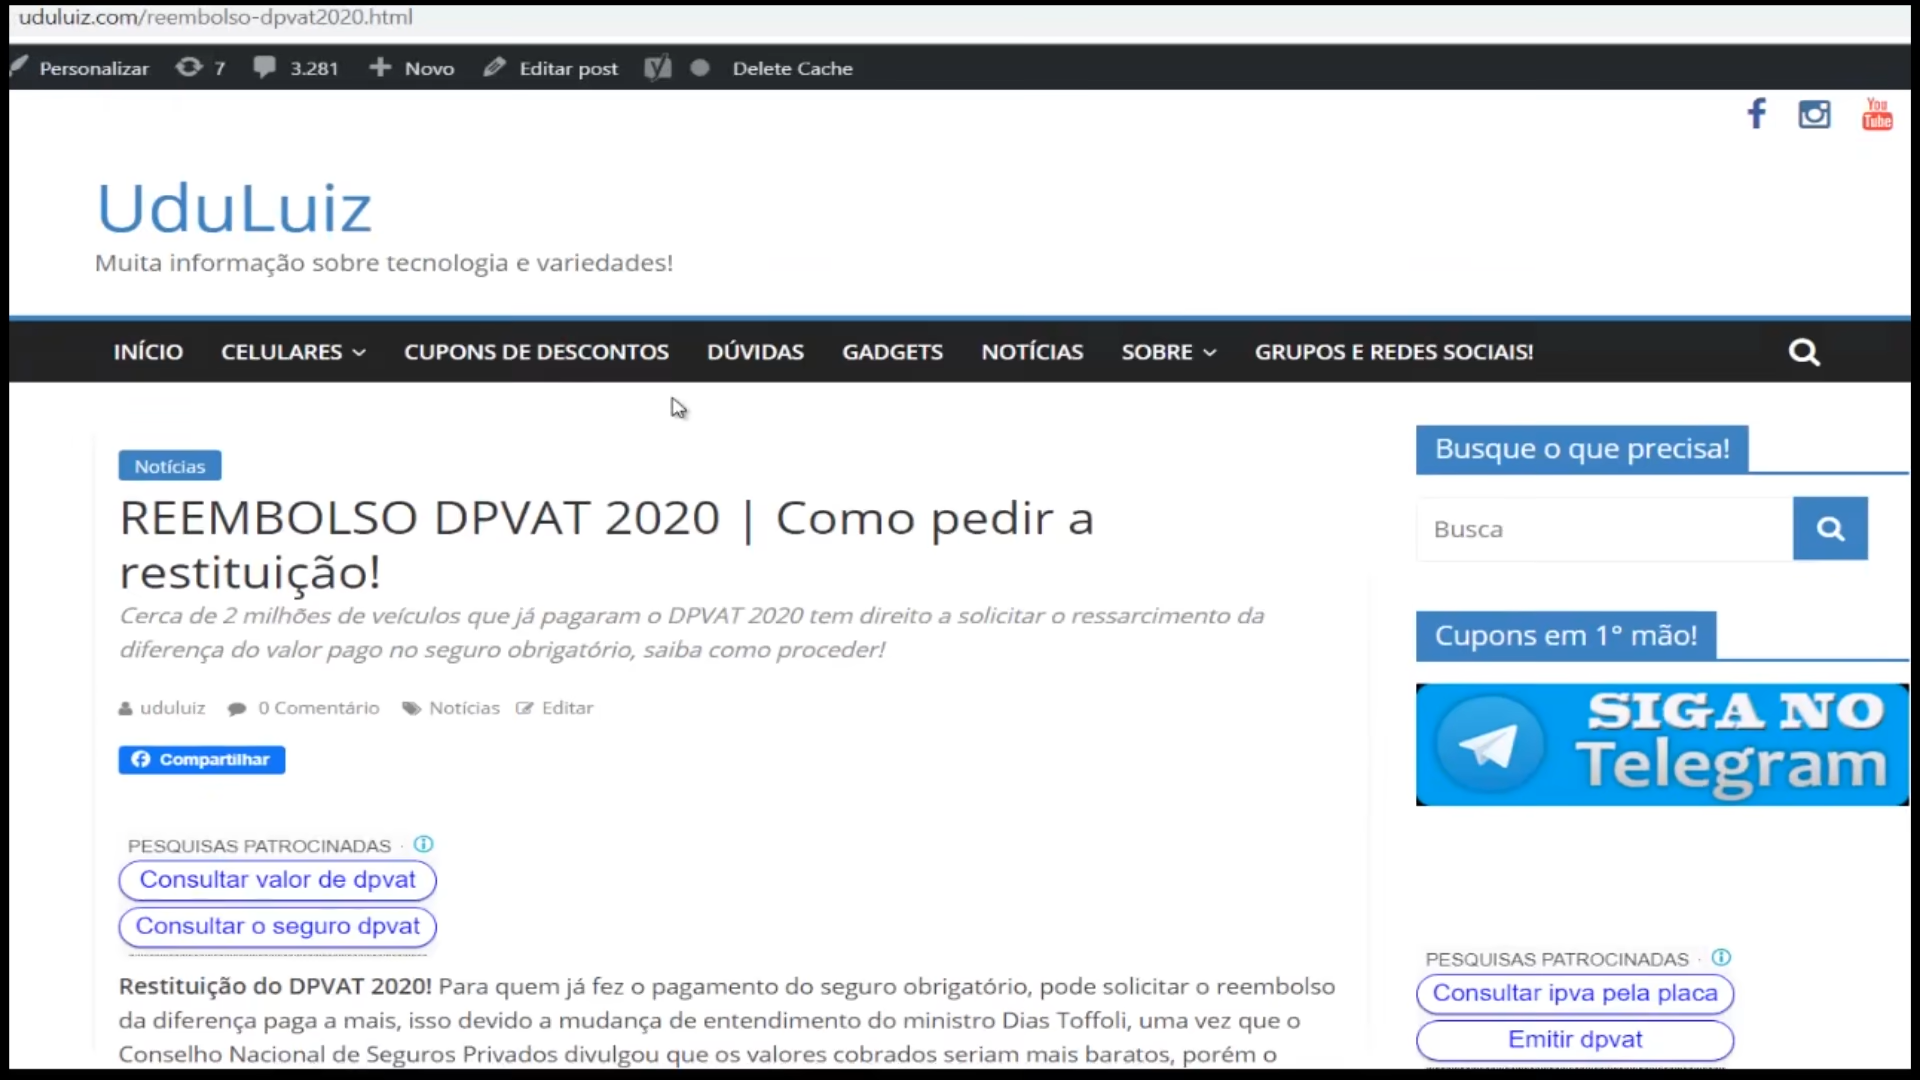 uduluiz.com/reembolso-dpvat2020.html
Personalizar 7 3.281 Novo Editar post Delete Cache
You
Tube
UduLuiz
Muita informação sobre tecnologia e variedades!
INÍCIO CELULARES CUPONS DE DESCONTOS DÚVIDAS GADGETS NOTÍCIAS SOBRE GRUPOS E REDES SOCIAIS!
Notícias
REEMBOLSO DPVAT 2020 | Como pedir a
restituição!
Cerca de 2 milhões de veículos que já pagaram o DPVAT 2020 tem direito a solicitar o ressarcimento da
diferença do valor pago no seguro obrigatório, saiba como proceder!
uduluiz 0 Comentário Notícias Editar
Compartilhar
PESQUISAS PATROCINADAS ·
Consultar valor de dpvat
Consultar o seguro dpvat
Restituição do DPVAT 2020! Para quem já fez o pagamento do seguro obrigatório, pode solicitar o reembolso
da diferença paga a mais, isso devido a mudança de entendimento do ministro Dias Toffoli, uma vez que o
Conselho Nacional de Seguros Privados divulgou que os valores cobrados seriam mais baratos, porém o
Busque o que precisa!
Busca
Cupons em 1° mão!
SIGA NO
Telegram
PESQUISAS PATROCINADAS ·
Consultar ipva pela placa
Emitir dpvat